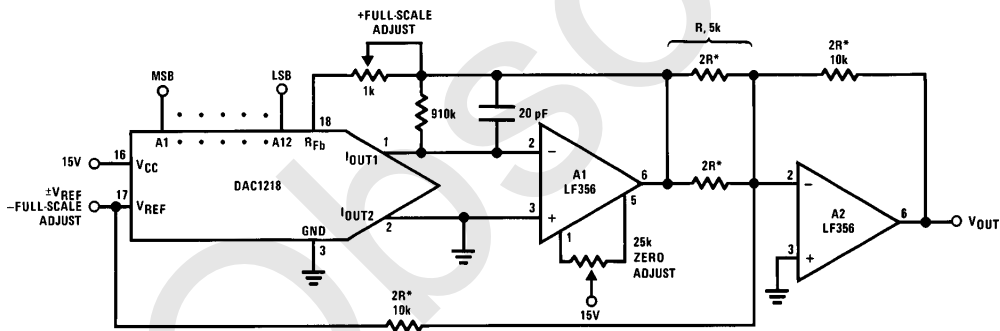 +FULL-SCALE
ADJUST
R, 5k
MSB
LSB
1k
2R*
2R*
10k
18
910k
20 pF
A1
A12
RFb
1
IOUT1
2
−
15V
16
VCC
A1
LF356
6
2R*
2
−
±VREF
17
−FULL-SCALE
ADJUST
VREF
DAC1218
5
A2
LF356
6
VOUT
IOUT2
2
3
+
GND
3
1
25k
ZERO
ADJUST
3
+
15V
2R*
10k
Obso